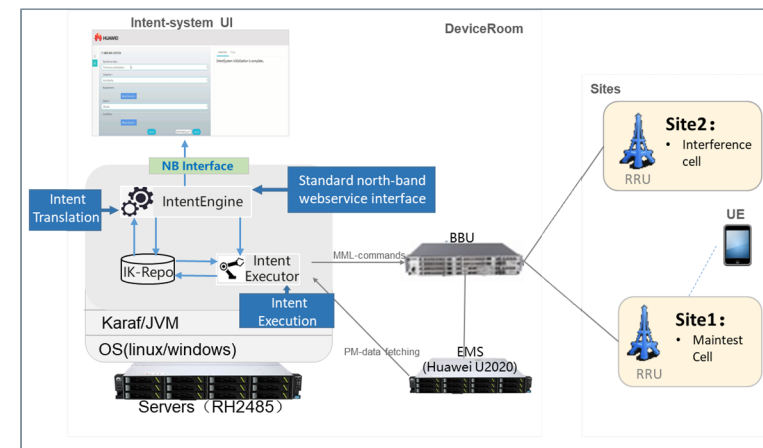 Intent-system UI
DeviceRoom
HUAWEI
Sites
Site2：
• Interference
cell
RRU
NB Interface
Intent
Translation
IntentEngine
Standard north-band
webservice interface
UE
BBU
MML-commands
IK-Repo
Intent
Executor
Intent
Execution
Site1：
• Maintest
Cell
RRU
Karaf/JVM
OS(linux/windows)
PM-data fetching
EMS
(Huawei U2020)
Servers（RH2485）